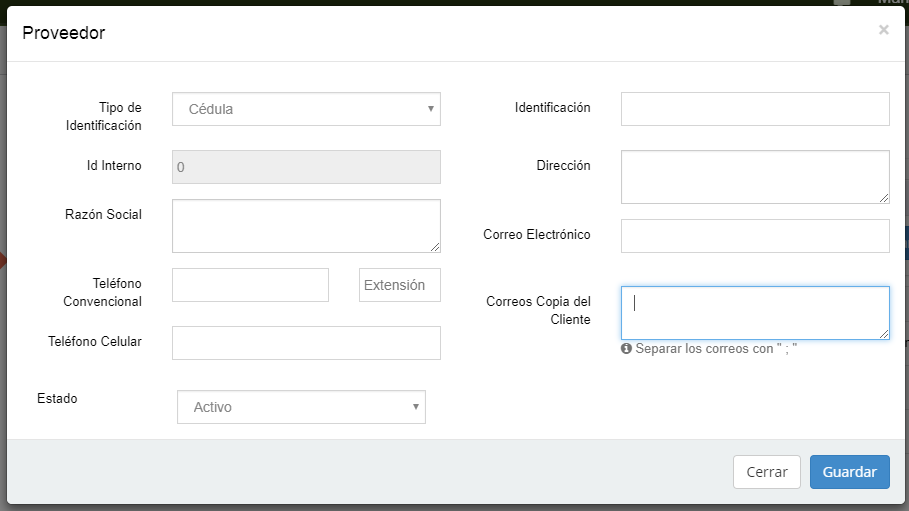 Proveedor ×
Tipo de
Identificación
Cédula
Identificación
Id Interno
0
Dirección
Razón Social
Correo Electrónico
Teléfono
Convencional
Extensión
Correos Copia del
Cliente
Teléfono Celular
Separar los correos con " ; "
Estado
Activo
Cerrar
Guardar